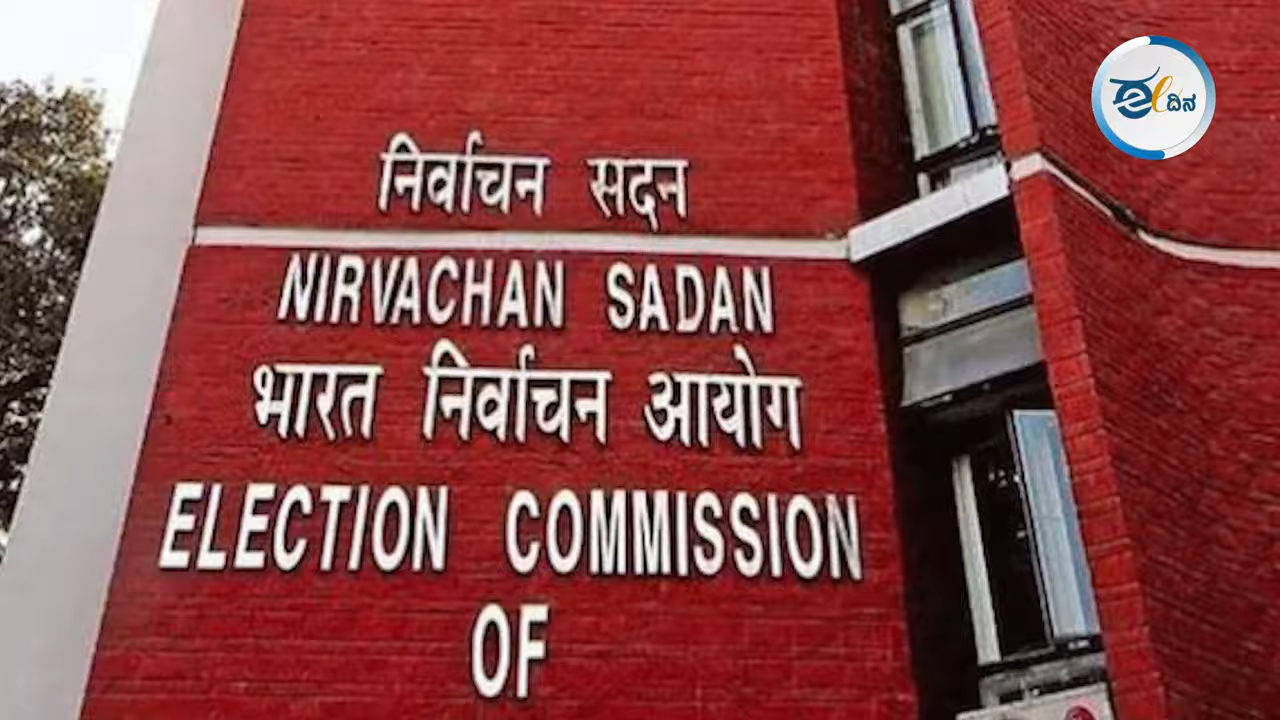 निर्वाचन सदन
NIRVACHAN SADAN
भारत निर्वाचन आयोग
ELECTION COMMISSION
OF
ಈ ದಿನ